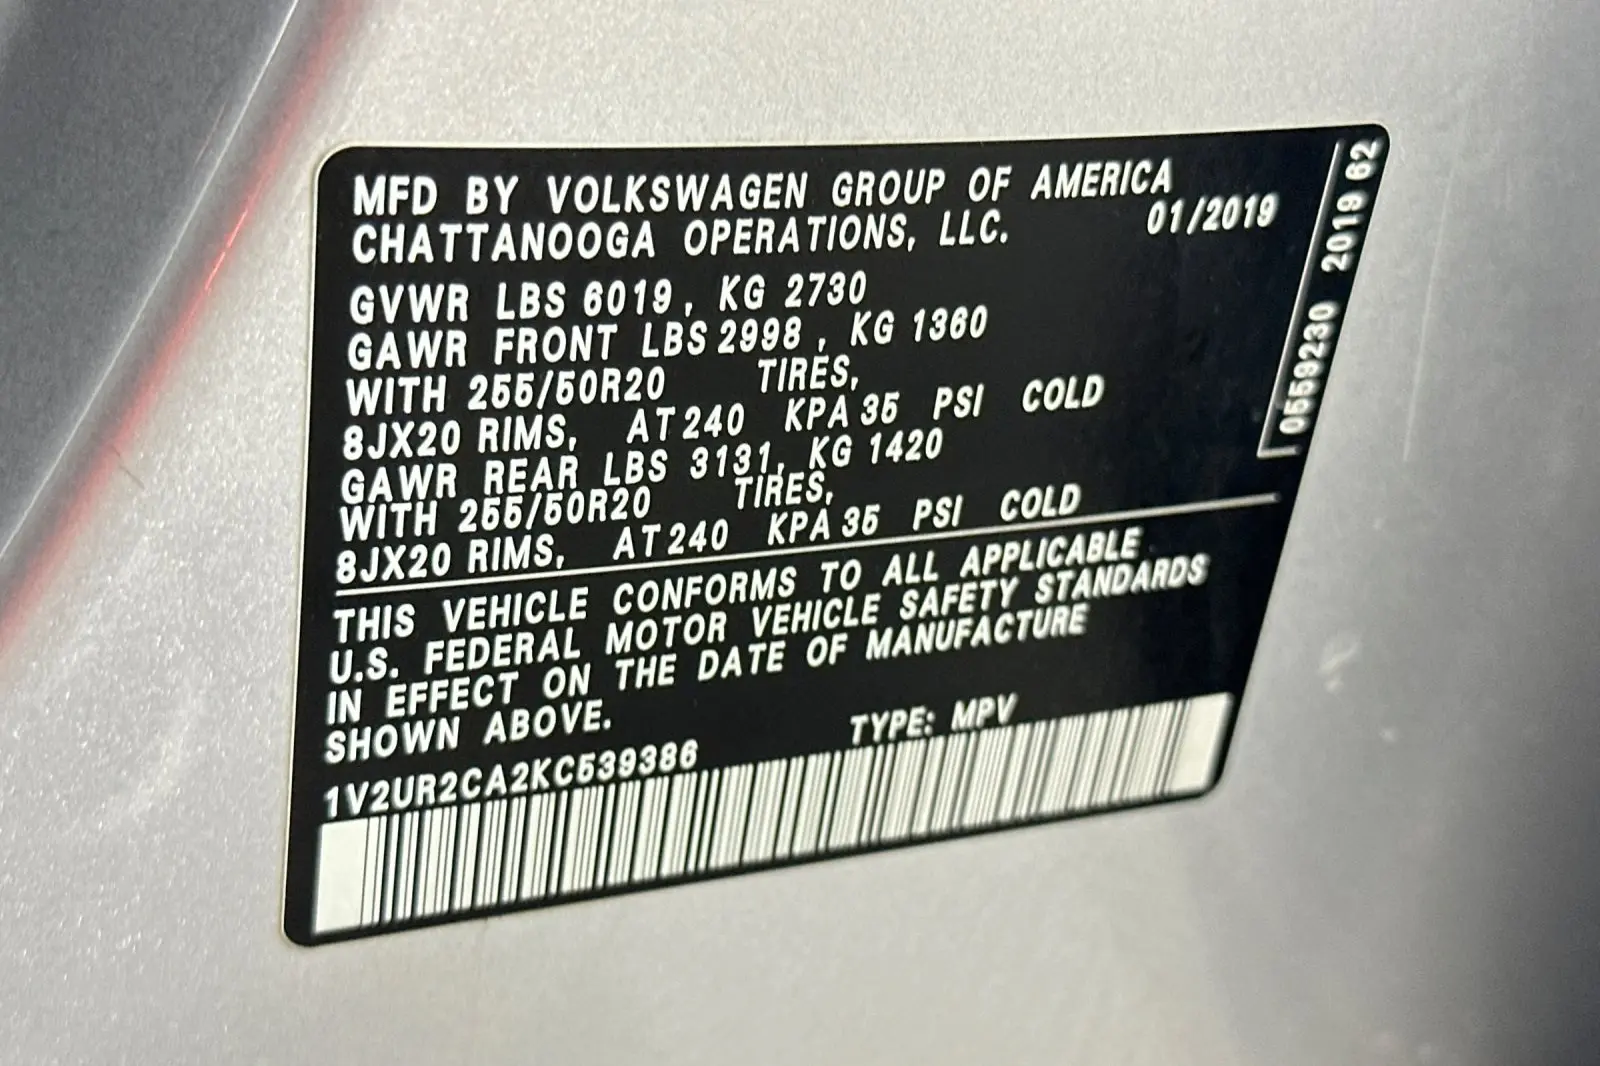 MFD BY VOLKSWAGEN GROUP OF AMERICA
CHATTANOOGA OPERATIONS, LLC. 01/2019
GVWR LBS 6019, KG 2730
GAWR FRONT LBS 2998, KG 1360
WITH 255/50R20 TIRES,
8JX20 RIMS, AT 240 KPA 35 PSI COLD
GAWR REAR LBS 3131, KG 1420
WITH 255/50R20 TIRES,
8JX20 RIMS, AT 240 KPA 35 PSI COLD
THIS VEHICLE CONFORMS TO ALL APPLICABLE
U.S. FEDERAL MOTOR VEHICLE SAFETY STANDARDS
IN EFFECT ON THE DATE OF MANUFACTURE
SHOWN ABOVE.
1V2UR2CA2KC539386 TYPE: MPV
0559230 2019 62